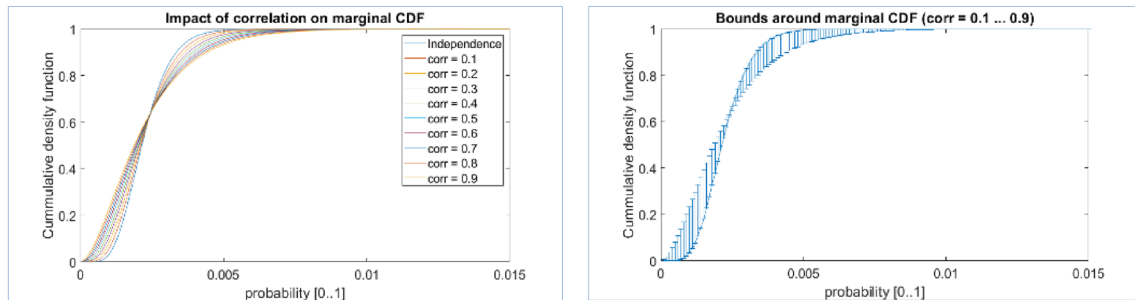 Impact of correlation on marginal CDF
Cummulative density function
1
0.8
0.6
0.4
0.2
0
0
0.005
0.01
0.015
probability [0..1]
Independence
corr = 0.1
corr = 0.2
corr = 0.3
corr = 0.4
corr = 0.5
corr = 0.6
corr = 0.7
corr = 0.8
corr = 0.9
Bounds around marginal CDF (corr = 0.1 ... 0.9)
Cummulative density function
1
0.8
0.6
0.4
0.2
0
0
0.005
0.01
0.015
probability [0..1]